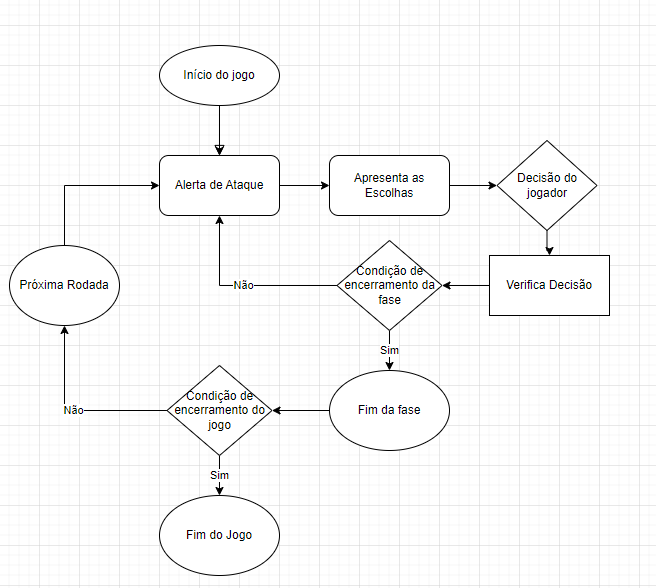 Início do jogo
Alerta de Ataque
Apresenta as
Escolhas
Decisão do
jogador
Verifica Decisão
Condição de
encerramento da
fase
Não
Próxima Rodada
Sim
Fim da fase
Condição de
encerramento do
jogo
Não
Sim
Fim do Jogo